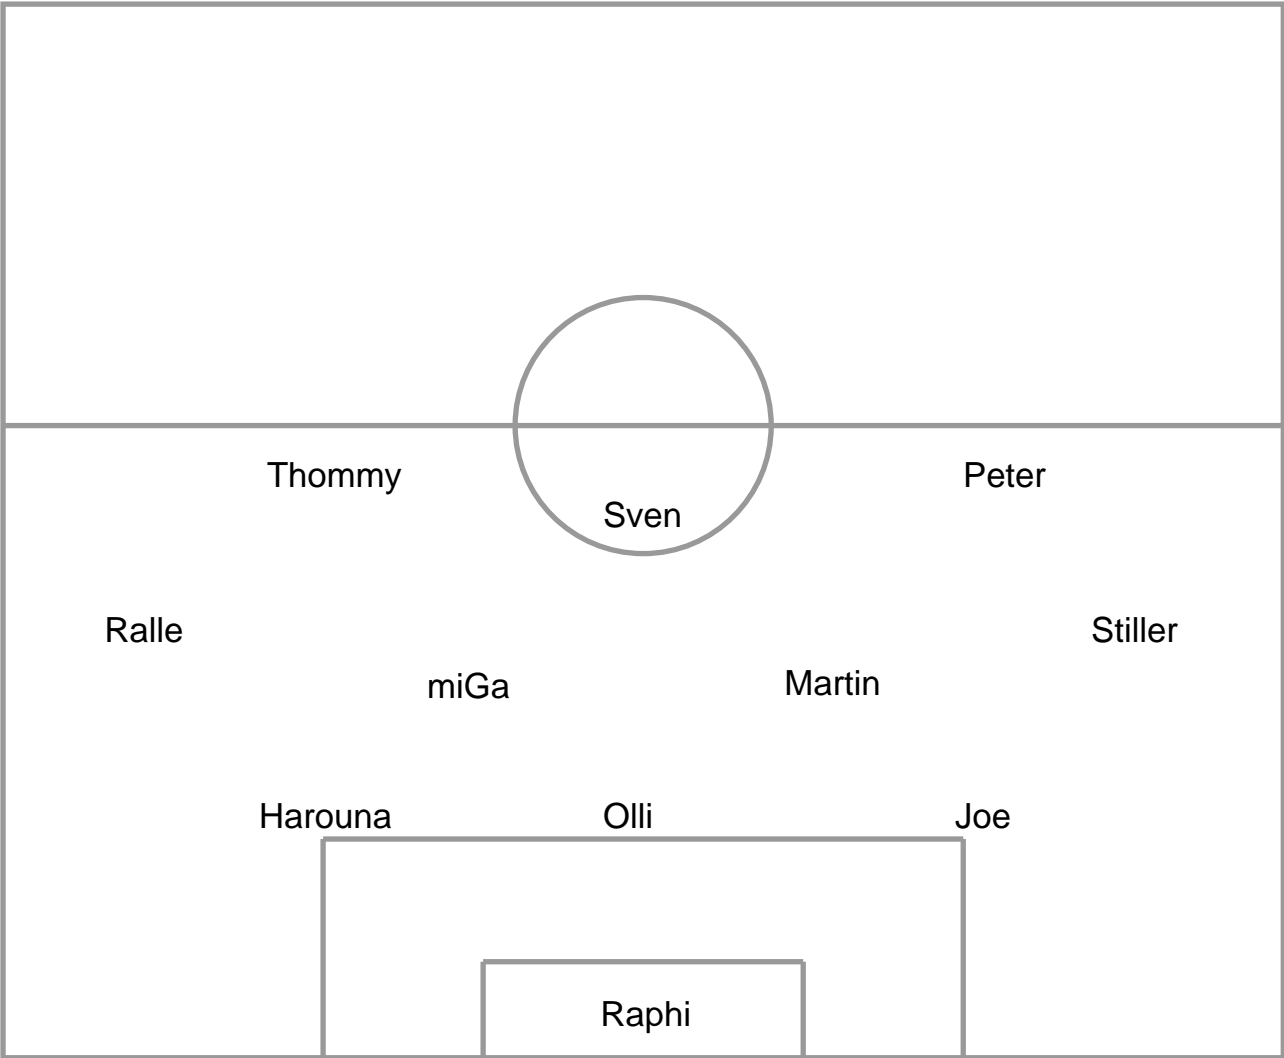 Thommy
Peter
Sven
Ralle
Stiller
miGa
Martin
Harouna
Olli
Joe
Raphi